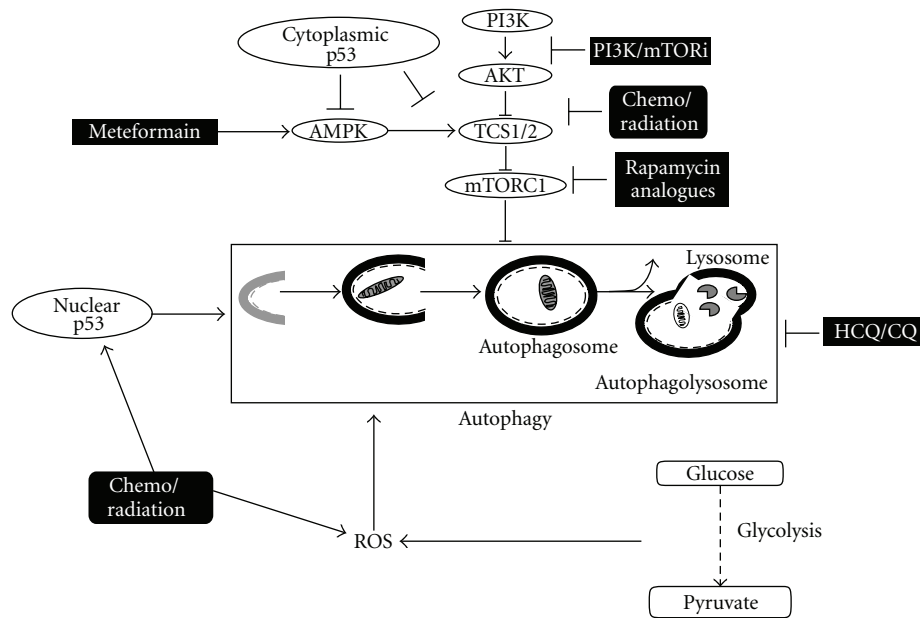 PI3K
Cytoplasmic
p53
PI3K/mTORi
AKT
Chemo/
radiation
Meteformain
AMPK
TCS1/2
Rapamycin
analogues
mTORC1
Lysosome
Nuclear
p53
HCQ/CQ
Autophagosome
Autophagolysosome
Autophagy
Glucose
Chemo/
radiation
Glycolysis
ROS
Pyruvate